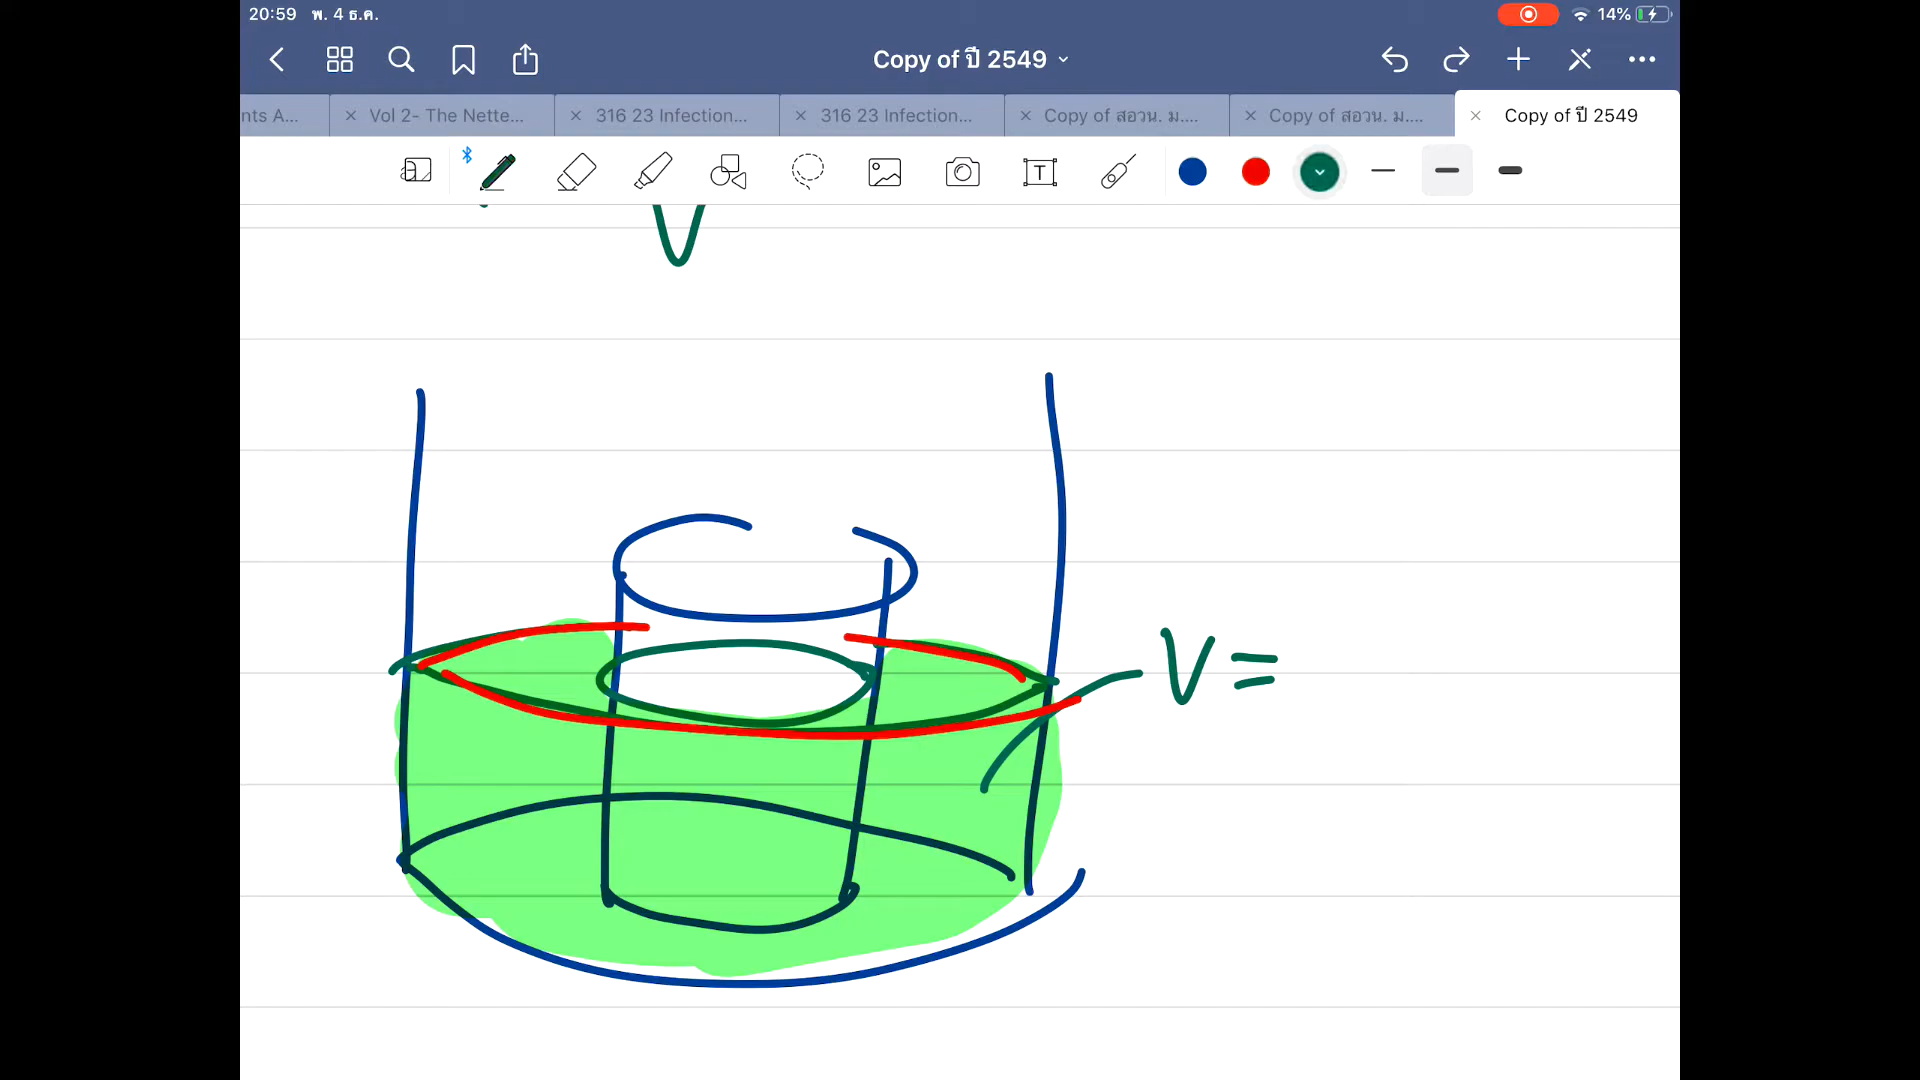 20:59 พ. 4 ธ.ค. 14%
Copy of ปี 2549
nts A... Vol 2- The Nette... 316 23 Infection... 316 23 Infection... Copy of สอวน. ม.... Copy of สอวน. ม.... Copy of ปี 2549
T
V
V =